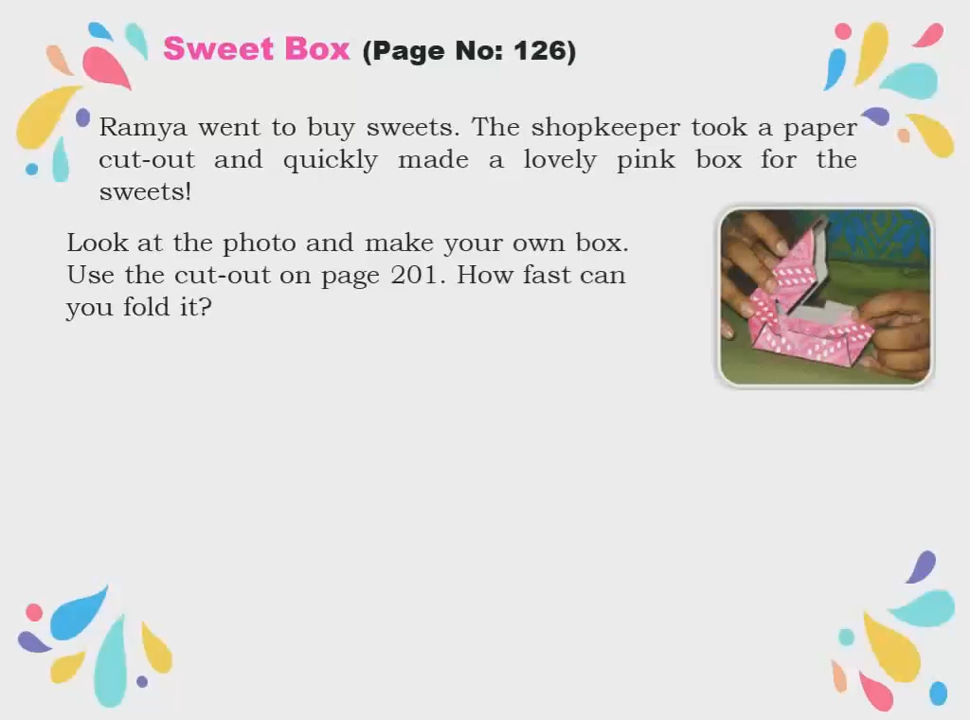 Sweet Box (Page No: 126)
Ramya went to buy sweets. The shopkeeper took a paper
cut-out and quickly made a lovely pink box for the
sweets!
Look at the photo and make your own box.
Use the cut-out on page 201. How fast can
you fold it?